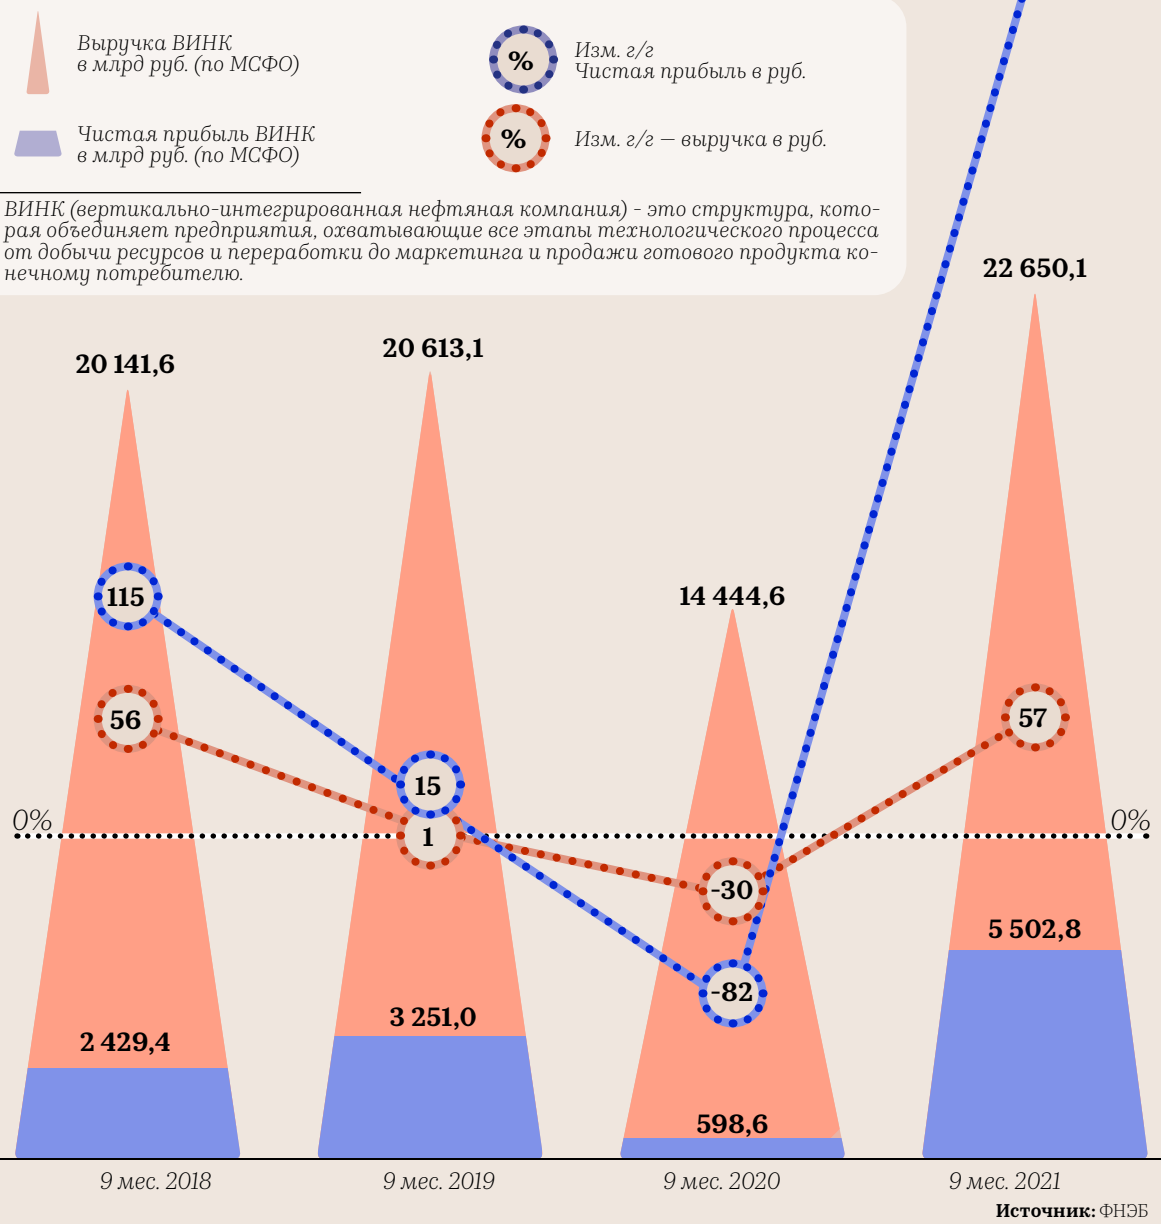 Выручка ВИНК
в млрд руб. (по МСФО)
Чистая прибыль ВИНК
в млрд руб. (по МСФО)
%
Изм. г/г
Чистая прибыль в руб.
%
Изм. г/г – выручка в руб.
ВИНК (вертикально-интегрированная нефтяная компания) - это структура, кото-
рая объединяет предприятия, охватывающие все этапы технологического процесса
от добычи ресурсов и переработки до маркетинга и продажи готового продукта ко-
нечному потребителю.
22 650,1
20 613,1
20 141,6
14 444,6
115
56
57
15
1
0%
0%
-30
-82
5 502,8
3 251,0
2 429,4
598,6
9 мес. 2018
9 мес. 2019
9 мес. 2020
9 мес. 2021
Источник: ФНЭБ